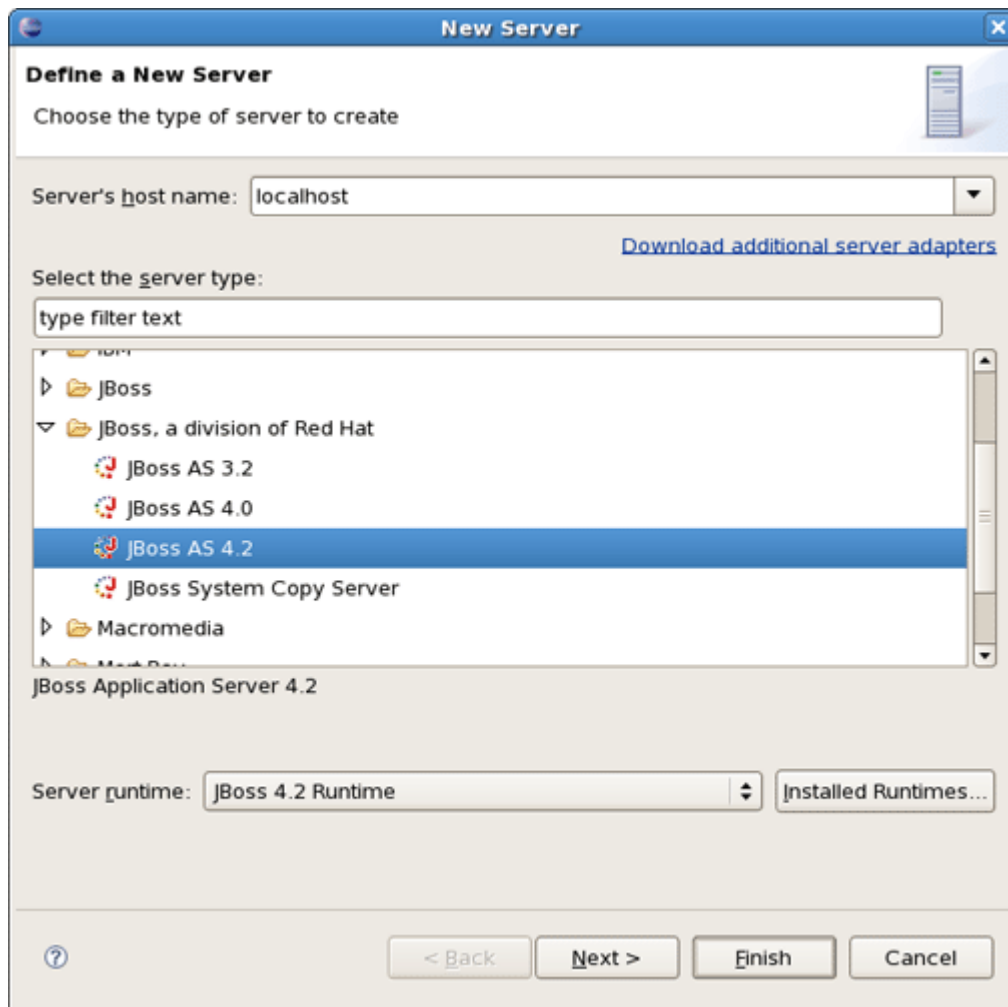 New Server
Define a New Server
Choose the type of server to create
Server's host name: localhost
Download additional server adapters
Select the server type:
type filter text
IBM
JBoss
JBoss, a division of Red Hat
JBoss AS 3.2
JBoss AS 4.0
JBoss AS 4.2
JBoss System Copy Server
Macromedia
JBoss Application Server 4.2
Server runtime: JBoss 4.2 Runtime Installed Runtimes...
< Back Next > Finish Cancel